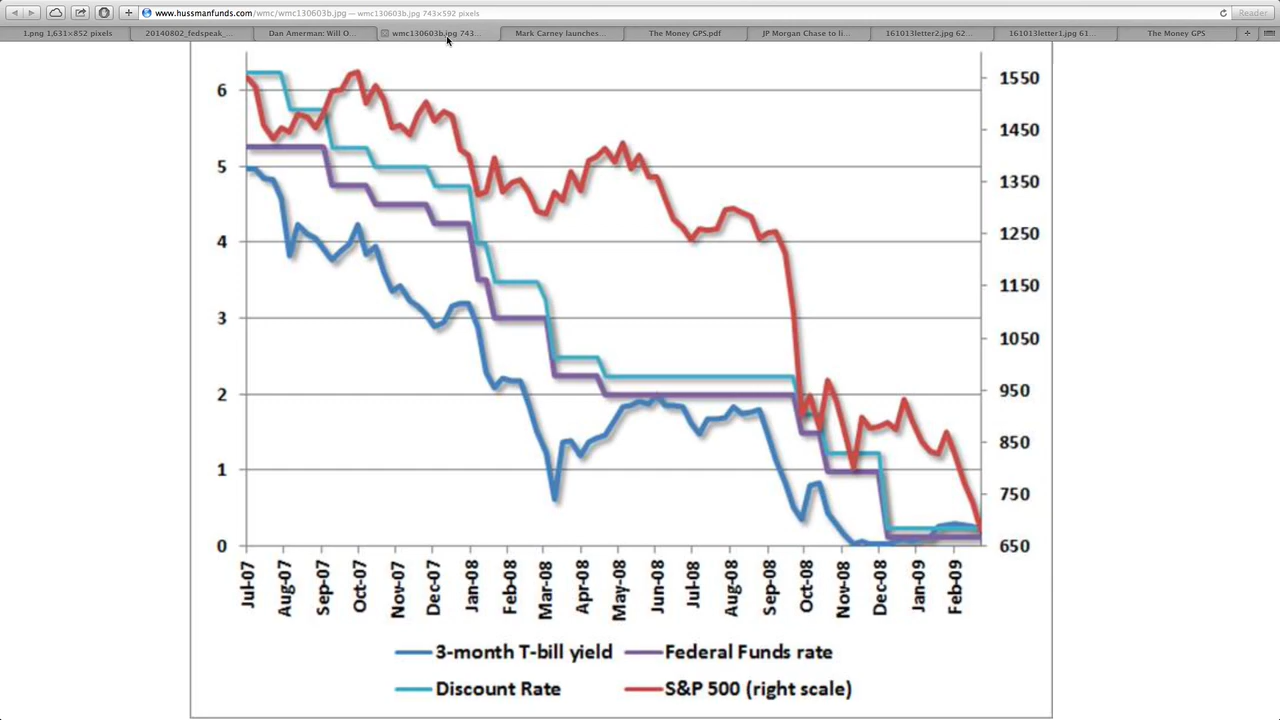 www.hussmanfunds.com/wmc/wmc130603b.jpg — wmc130603b.jpg 743×592 pixels
Reader
1.png 1,631×852 pixels
20140802_fedspeak_...
Dan Amerman: Will O...
wmc130603b.jpg 743...
Mark Carney launches...
The Money GPS.pdf
JP Morgan Chase to li...
161013letter2.jpg 62...
161013letter1.jpg 61...
The Money GPS
6
5
4
3
2
1
0
1550
1450
1350
1250
1150
1050
950
850
750
650
Jul-07
Aug-07
Sep-07
Oct-07
Nov-07
Dec-07
Jan-08
Feb-08
Mar-08
Apr-08
May-08
Jun-08
Jul-08
Aug-08
Sep-08
Oct-08
Nov-08
Dec-08
Jan-09
Feb-09
3-month T-bill yield
Federal Funds rate
Discount Rate
S&P 500 (right scale)